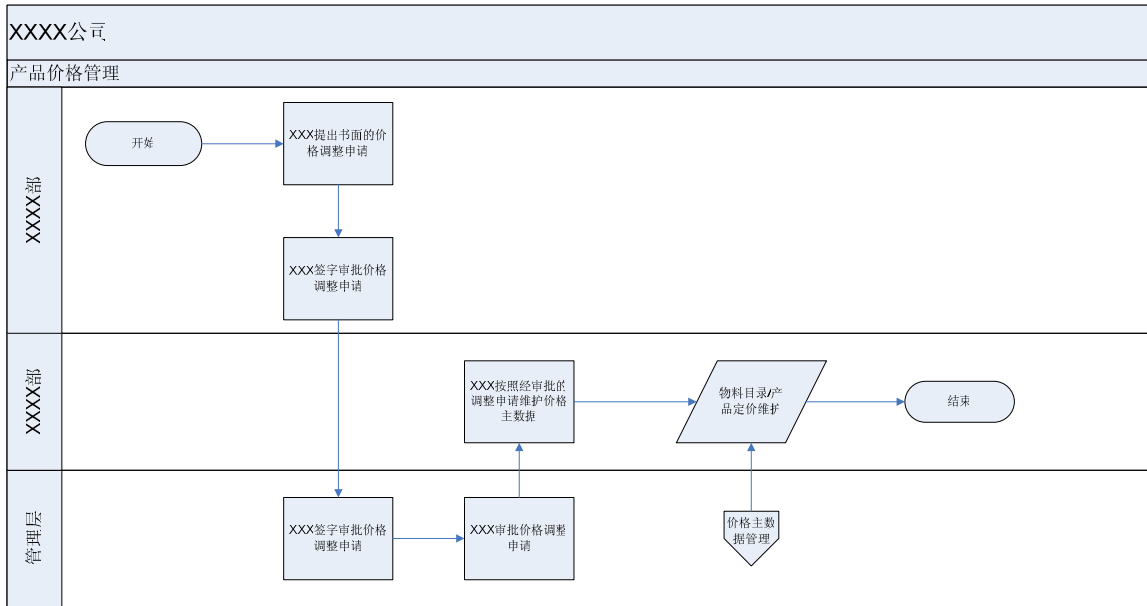 XXXX公司
产品价格管理
XXXX部
开始
XXX提出书面的价
格调整申请
XXX签字审批价格
调整申请
XXXX部
XXX按照经审批的
调整申请维护价格
主数据
物料目录/产
品定价维护
结束
管理层
XXX签字审批价格
调整申请
XXX审批价格调整
申请
价格主数
据管理